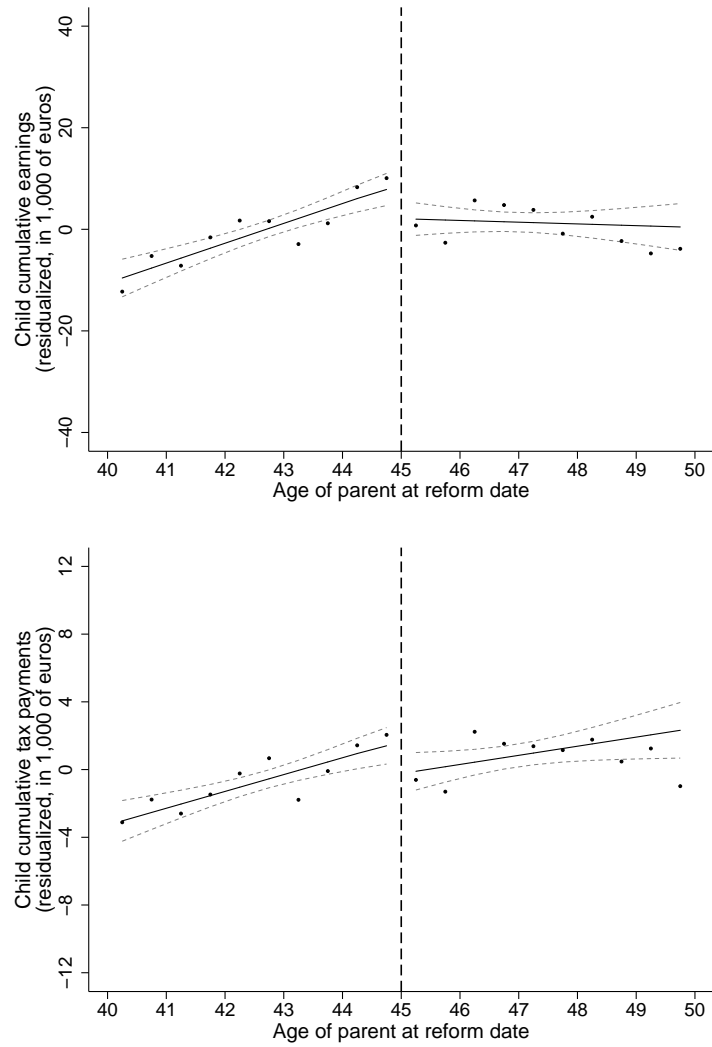 Child cumulative earnings
(residualized, in 1,000 of euros)
40
20
0
−20
−40
40 41 42 43 44 45 46 47 48 49 50
Age of parent at reform date
Child cumulative tax payments
(residualized, in 1,000 of euros)
12
8
4
0
−4
−8
−12
40 41 42 43 44 45 46 47 48 49 50
Age of parent at reform date